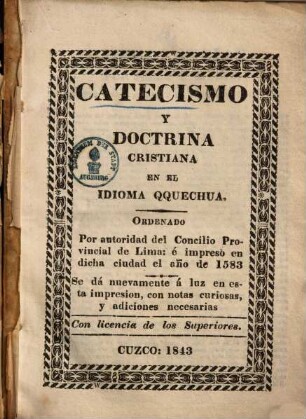 CATECISMO
Y
DOCTRINA
CRISTIANA
EN EL
IDIOMA QQUECHUA.
ORDENADO
Por autoridad del Concilio Pro-
vincial de Lima: é impreso en
dicha ciudad el año de 1583
Se dá nuevamente á luz en es-
ta impresion, con notas curiosas,
y adiciones necesarias
Con licencia de los Superiores.
CUZCO: 1843